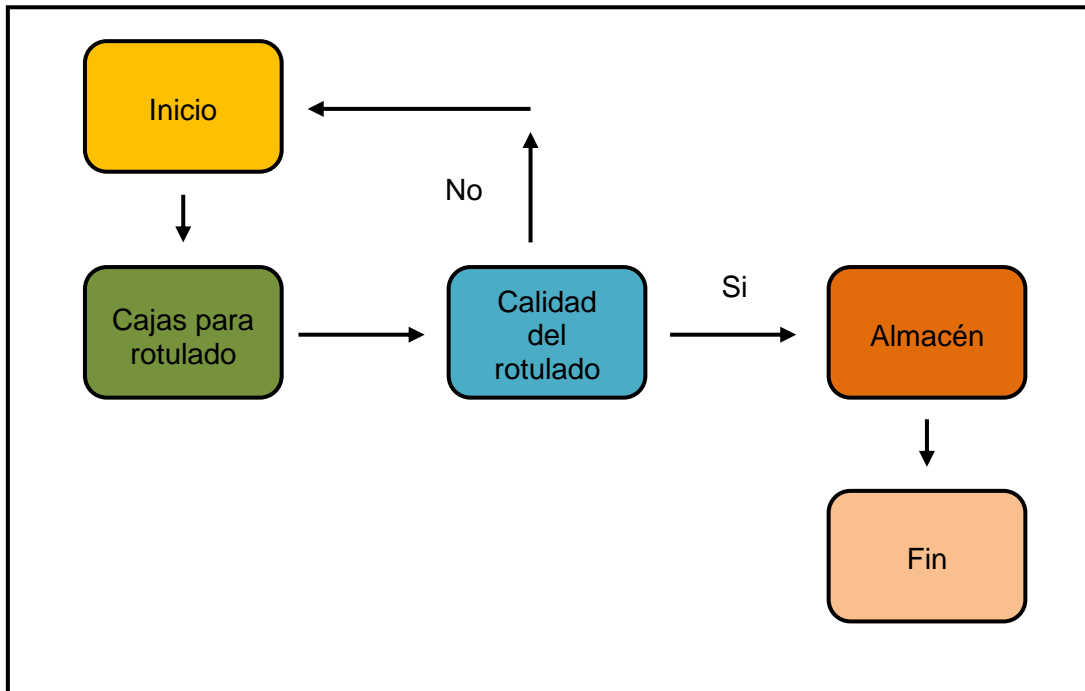 Inicio
No
Cajas para
rotulado
Calidad
del
rotulado
Si
Almacén
Fin